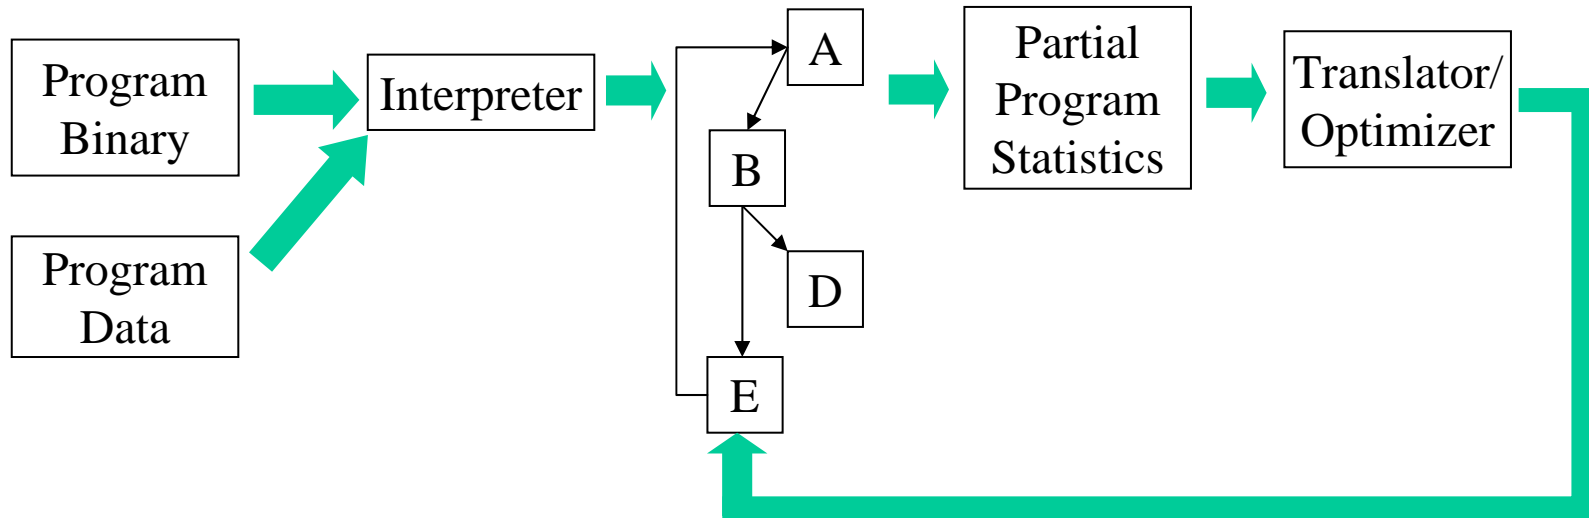 Program
Binary
Program
Data
Interpreter
A
B
D
E
Partial
Program
Statistics
Translator/
Optimizer